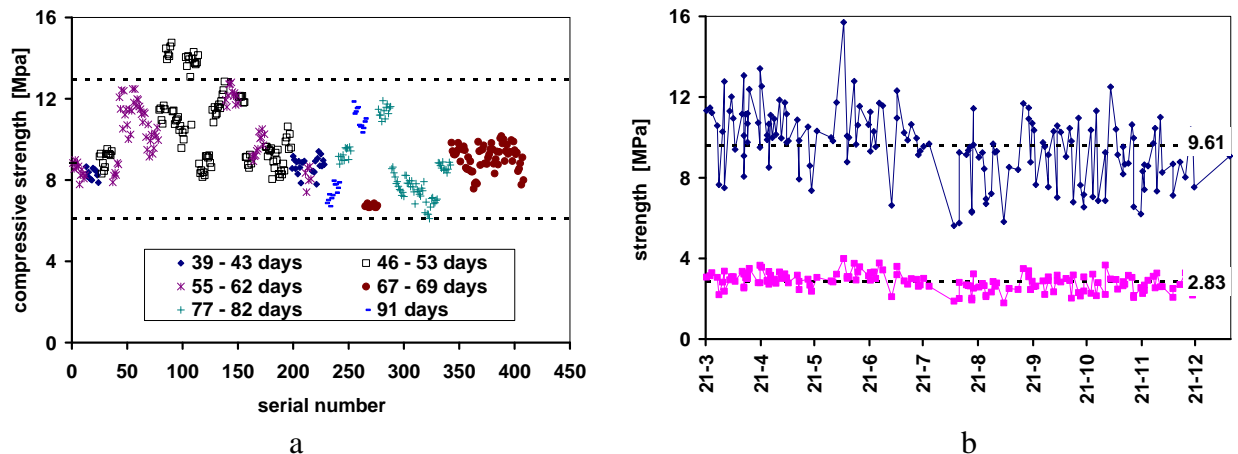 compressive strength [Mpa]
16
12
8
4
0
39 - 43 days
46 - 53 days
55 - 62 days
67 - 69 days
77 - 82 days
91 days
0 50 100 150 200 250 300 350 400 450
serial number
a
strength [MPa]
16
12
8
4
0
9.61
2.83
21-3 21-4 21-5 21-6 21-7 21-8 21-9 21-10 21-11 21-12
b